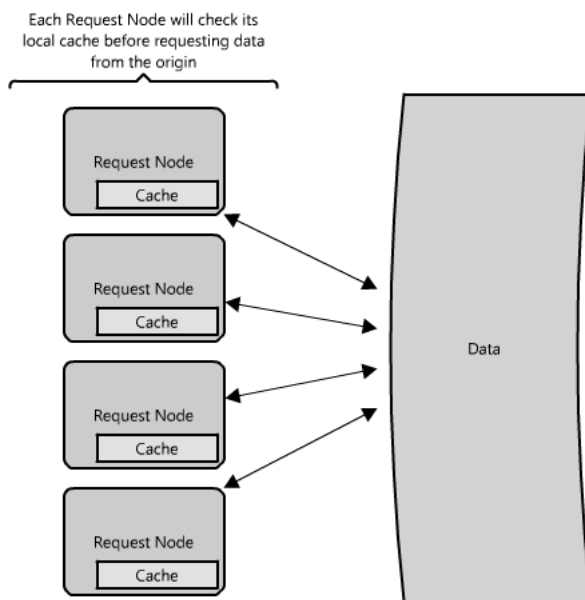 Each Request Node will check its
local cache before requesting data
from the origin
Request Node
Cache
Request Node
Cache
Data
Request Node
Cache
Request Node
Cache